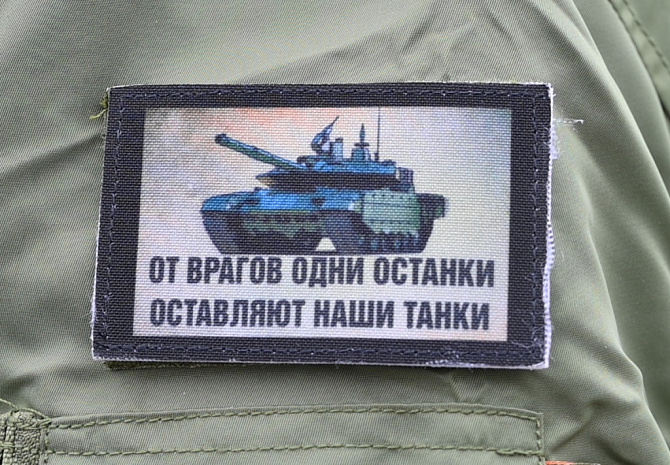 ОТ ВРАГОВ ОДНИ ОСТАНКИ
ОСТАВЛЯЮТ НАШИ ТАНКИ